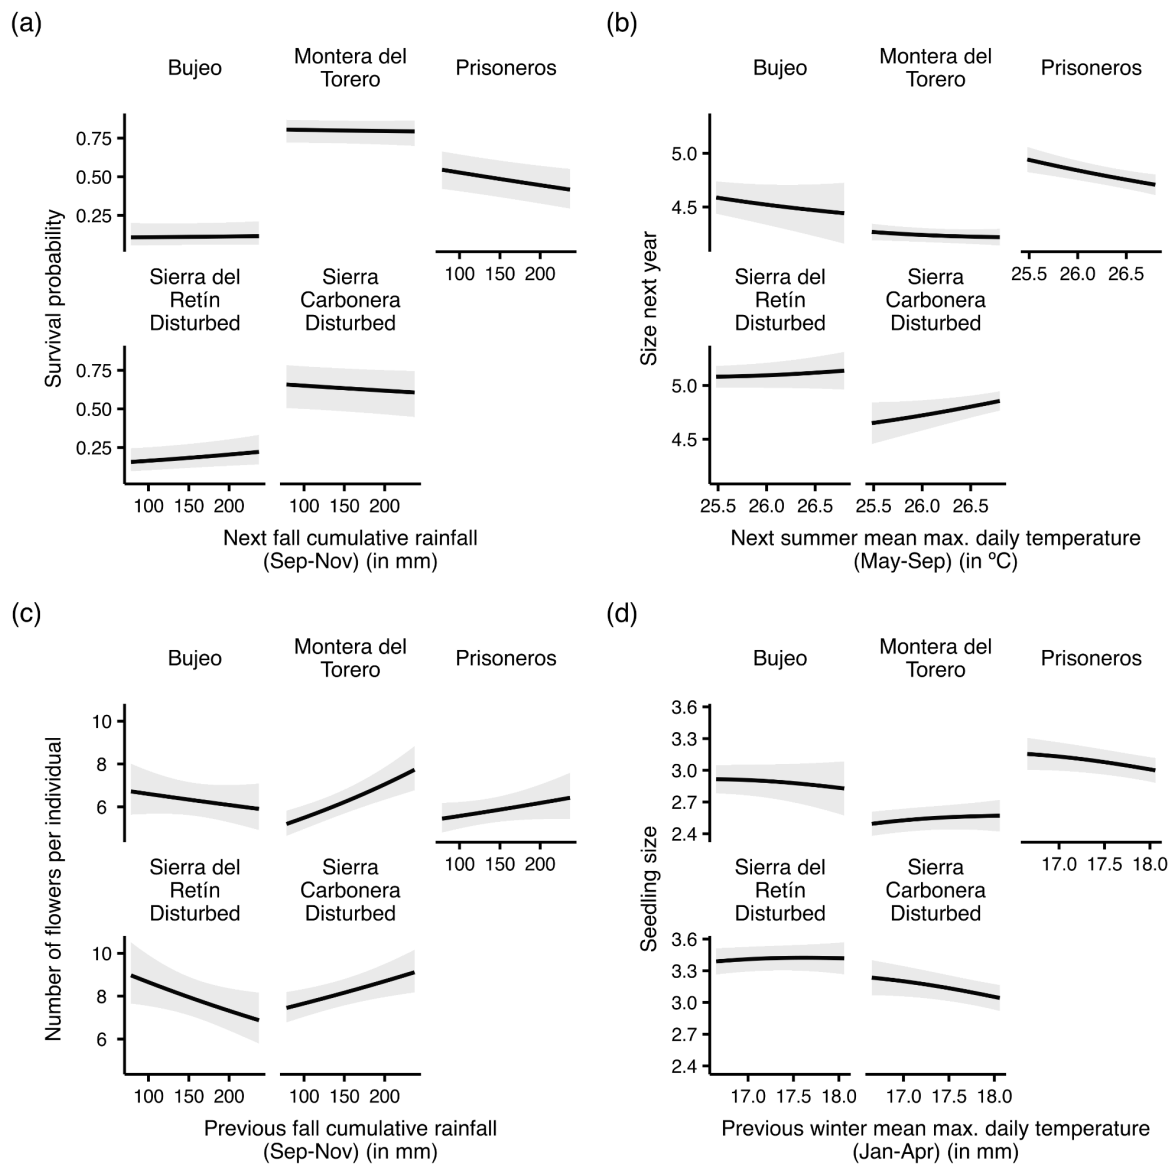 (a)
Bujeo
Montera del
Torero
Prisoneros
Survival probability
0.75
0.50
0.25
100 150 200
Sierra del
Retín
Disturbed
Sierra
Carbonera
Disturbed
0.75
0.50
0.25
100 150 200
100 150 200
Next fall cumulative rainfall
(Sep-Nov) (in mm)
(b)
Bujeo
Montera del
Torero
Prisoneros
Size next year
5.0
4.5
25.5 26.0 26.5
Sierra del
Retín
Disturbed
Sierra
Carbonera
Disturbed
5.0
4.5
25.5 26.0 26.5
25.5 26.0 26.5
Next summer mean max. daily temperature
(May-Sep) (in ºC)
(c)
Bujeo
Montera del
Torero
Prisoneros
Number of flowers per individual
10
8
6
100 150 200
Sierra del
Retín
Disturbed
Sierra
Carbonera
Disturbed
10
8
6
100 150 200
100 150 200
Previous fall cumulative rainfall
(Sep-Nov) (in mm)
(d)
Bujeo
Montera del
Torero
Prisoneros
Seedling size
3.6
3.3
3.0
2.7
2.4
17.0 17.5 18.0
Sierra del
Retín
Disturbed
Sierra
Carbonera
Disturbed
3.6
3.3
3.0
2.7
2.4
17.0 17.5 18.0
17.0 17.5 18.0
Previous winter mean max. daily temperature
(Jan-Apr) (in mm)